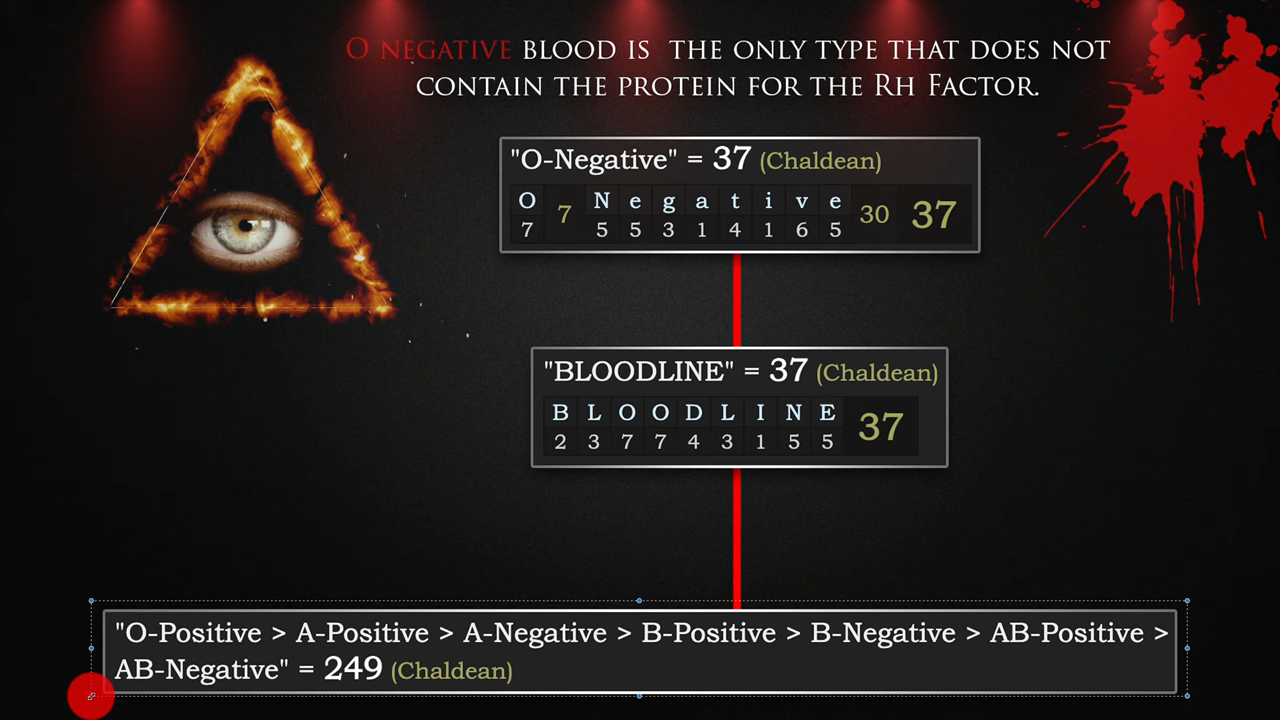 O NEGATIVE BLOOD IS THE ONLY TYPE THAT DOES NOT
CONTAIN THE PROTEIN FOR THE RH FACTOR.
"O-Negative" = 37 (Chaldean)
O 7 N e g a t i v e 30 37
7 5 5 3 1 4 1 6 5
"BLOODLINE" = 37 (Chaldean)
B L O O D L I N E 37
2 3 7 7 4 3 1 5 5
"O-Positive > A-Positive > A-Negative > B-Positive > B-Negative > AB-Positive >
AB-Negative" = 249 (Chaldean)